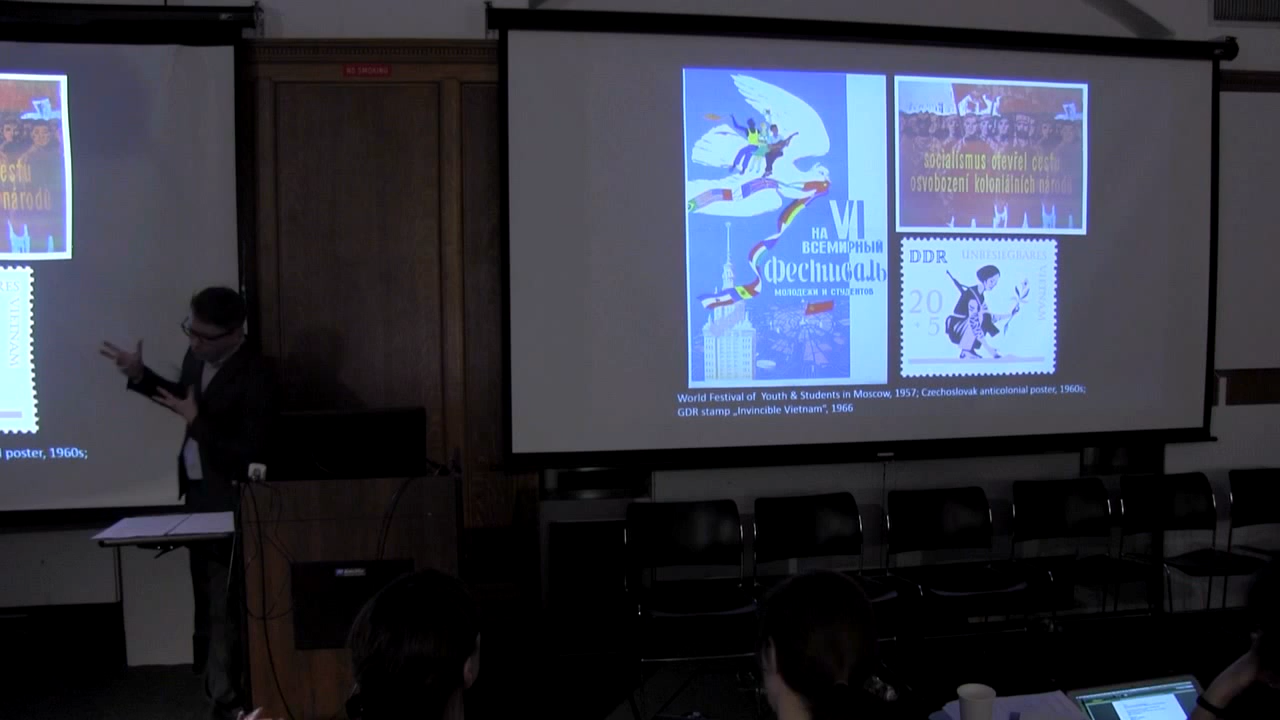 NO SMOKING
estu
národů
RES VIETNAM
poster, 1960s;
НА VI
ВСЕМИРНЫЙ
фестиваль
МОЛОДЕЖИ И СТУДЕНТОВ
socialismus otevřel cestu
osvobození koloniálních národů
DDR UNBESIEGBARES VIETNAM
20
+5
World Festival of Youth & Students in Moscow, 1957; Czechoslovak anticolonial poster, 1960s;
GDR stamp „Invincible Vietnam“, 1966